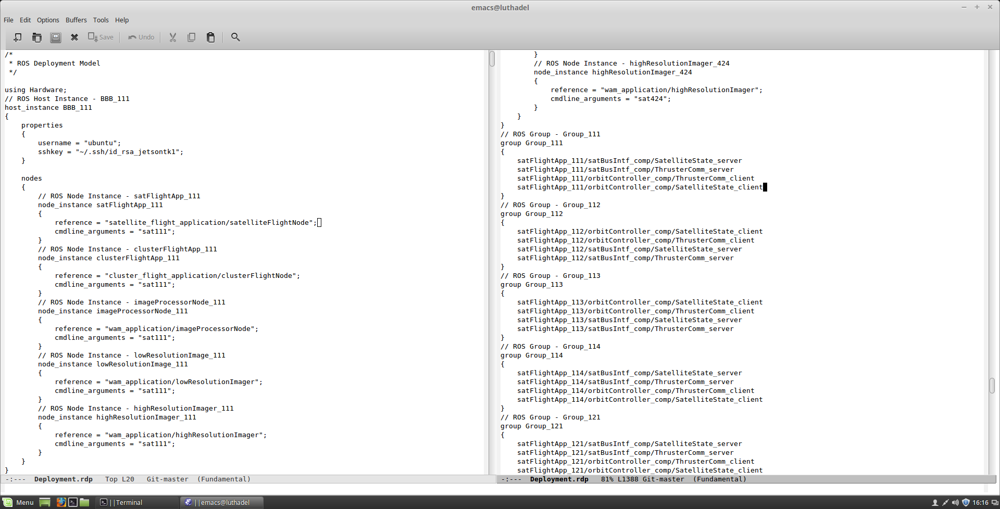 emacs@luthadel
File Edit Options Buffers Tools Help
Save Undo
/*
 * ROS Deployment Model
 */

using Hardware;
// ROS Host Instance - BBB_111
host_instance BBB_111
{
    properties
    {
        username = "ubuntu";
        sshkey = "~/.ssh/id_rsa_jetsontk1";
    }

    nodes
    {
        // ROS Node Instance - satFlightApp_111
        node_instance satFlightApp_111
        {
            reference = "satellite_flight_application/satelliteFlightNode";
            cmdline_arguments = "sat111";
        }
        // ROS Node Instance - clusterFlightApp_111
        node_instance clusterFlightApp_111
        {
            reference = "cluster_flight_application/clusterFlightNode";
            cmdline_arguments = "sat111";
        }
        // ROS Node Instance - imageProcessorNode_111
        node_instance imageProcessorNode_111
        {
            reference = "wam_application/imageProcessorNode";
            cmdline_arguments = "sat111";
        }
        // ROS Node Instance - lowResolutionImage_111
        node_instance lowResolutionImage_111
        {
            reference = "wam_application/lowResolutionImager";
            cmdline_arguments = "sat111";
        }
        // ROS Node Instance - highResolutionImager_111
        node_instance highResolutionImager_111
        {
            reference = "wam_application/highResolutionImager";
            cmdline_arguments = "sat111";
        }
    }
}
-:---  Deployment.rdp   Top L20   Git-master  (Fundamental)
        }
        // ROS Node Instance - highResolutionImager_424
        node_instance highResolutionImager_424
        {
            reference = "wam_application/highResolutionImager";
            cmdline_arguments = "sat424";
        }
    }
}
// ROS Group - Group_111
group Group_111
{
    satFlightApp_111/satBusIntf_comp/SatelliteState_server
    satFlightApp_111/satBusIntf_comp/ThrusterComm_server
    satFlightApp_111/orbitController_comp/ThrusterComm_client
    satFlightApp_111/orbitController_comp/SatelliteState_client
}
// ROS Group - Group_112
group Group_112
{
    satFlightApp_112/orbitController_comp/SatelliteState_client
    satFlightApp_112/orbitController_comp/ThrusterComm_client
    satFlightApp_112/satBusIntf_comp/SatelliteState_server
    satFlightApp_112/satBusIntf_comp/ThrusterComm_server
}
// ROS Group - Group_113
group Group_113
{
    satFlightApp_113/orbitController_comp/SatelliteState_client
    satFlightApp_113/orbitController_comp/ThrusterComm_client
    satFlightApp_113/satBusIntf_comp/SatelliteState_server
    satFlightApp_113/satBusIntf_comp/ThrusterComm_server
}
// ROS Group - Group_114
group Group_114
{
    satFlightApp_114/satBusIntf_comp/SatelliteState_server
    satFlightApp_114/satBusIntf_comp/ThrusterComm_server
    satFlightApp_114/orbitController_comp/ThrusterComm_client
    satFlightApp_114/orbitController_comp/SatelliteState_client
}
// ROS Group - Group_121
group Group_121
{
    satFlightApp_121/satBusIntf_comp/SatelliteState_server
    satFlightApp_121/satBusIntf_comp/ThrusterComm_server
    satFlightApp_121/orbitController_comp/ThrusterComm_client
    satFlightApp_121/orbitController_comp/SatelliteState_client
-:---  Deployment.rdp   81% L1388 Git-master  (Fundamental)
Menu ||Terminal ||emacs@luthadel 16:16